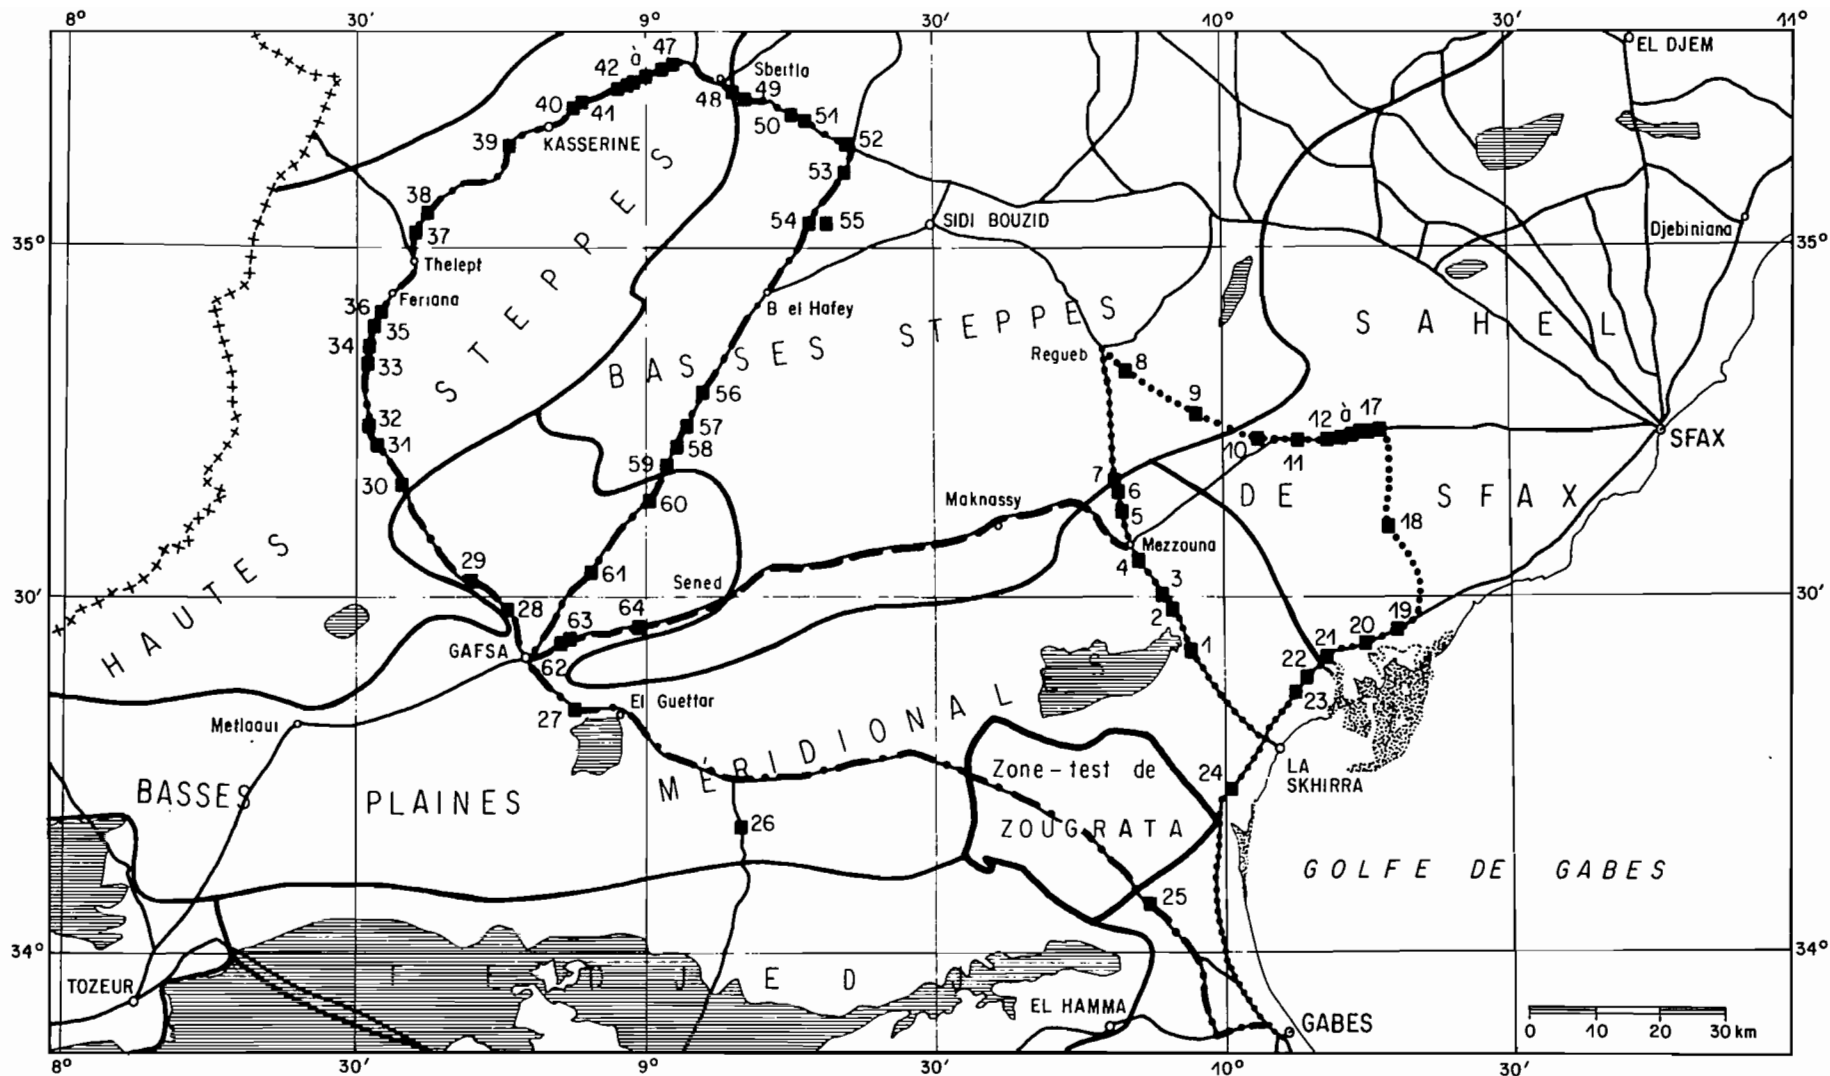 8° 30′ 9° 30′ 10° 30′ 11°
EL DJEM
47
à
42
Sbeitla
48 49
40 41
50 51
52
39
KASSERINE
53
38
54 55
SIDI BOUZID
37
Djebiniana
35° 35°
Thelept
Feriana
B el Hafey
36
35
34
33
HAUTES STEPPES
BASSES STEPPES
SAHEL
Regueb
8
56
9
12 à 17
32
57
31
58
10 11
SFAX
59
30
7
6
60
5
Maknassy
DE SFAX
18
Mezzouna
29
61
4
Sened
3
30′ 30′
28
63
64
2
19
20
1
21
GAFSA
62
22
23
El Guettar
27
Metlaoui
MÉRIDIONAL
24
LA
SKHIRRA
Zone-test de
ZOUGRATA
BASSES PLAINES
26
GOLFE DE GABES
25
34° 34°
TEDJED
TOZEUR
EL HAMMA
GABES
0 10 20 30 km
8° 30′ 9° 30′ 10° 30′ 11°